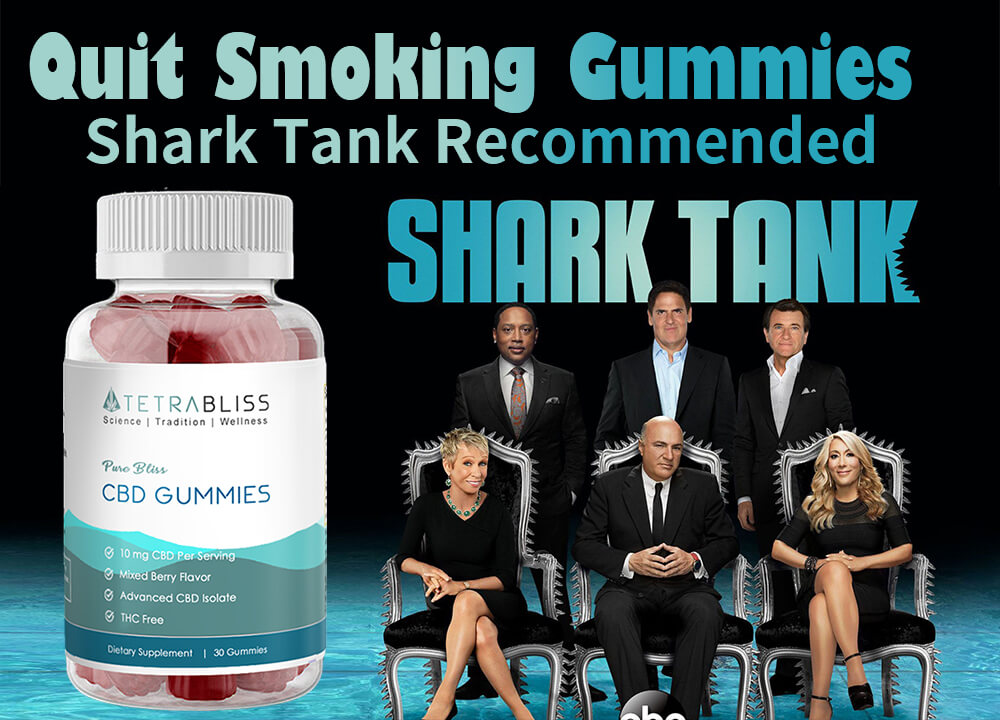 Quit Smoking Gummies
Shark Tank Recommended
SHARK TANK
TETRABLISS
Science | Tradition | Wellness
Pure Bliss
CBD GUMMIES
10 mg CBD Per Serving
Mixed Berry Flavor
Advanced CBD Isolate
THC Free
Dietary Supplement | 30 Gummies
abc